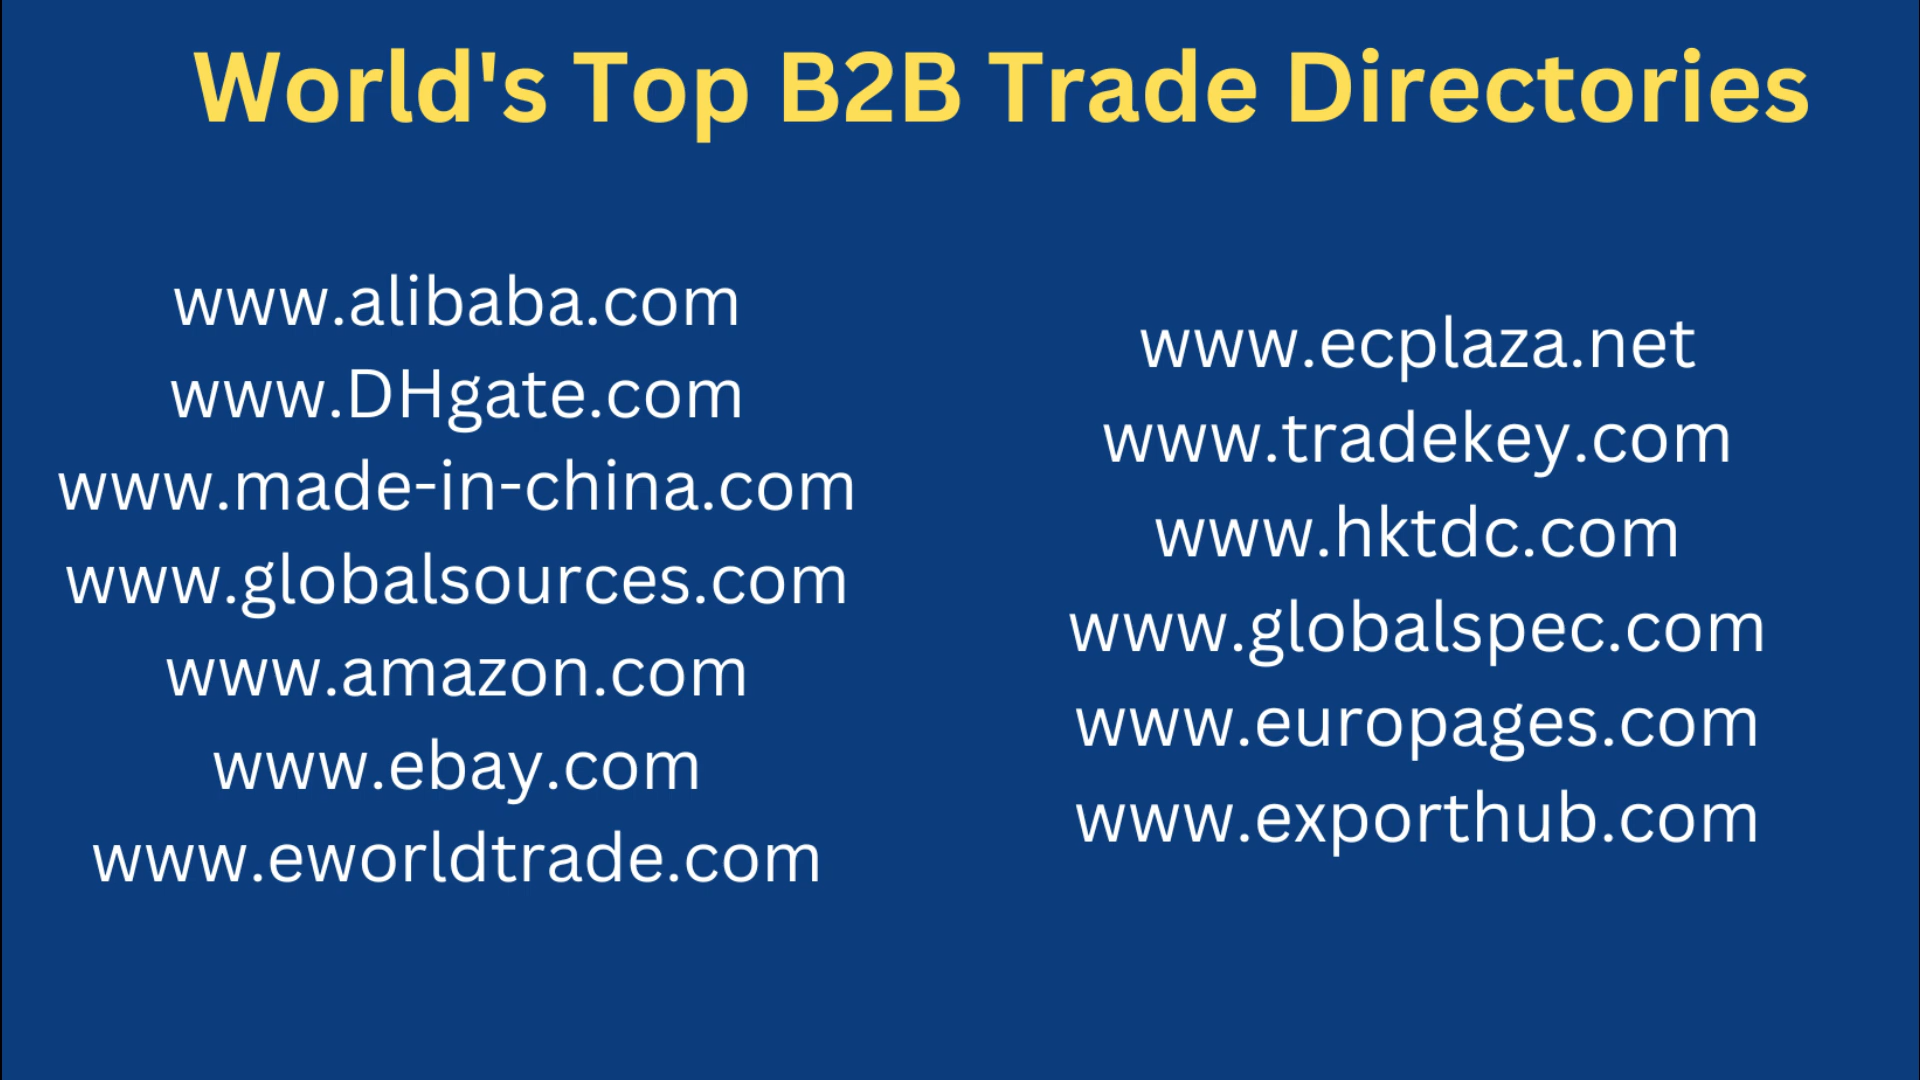 World's Top B2B Trade Directories
www.alibaba.com
www.DHgate.com
www.made-in-china.com
www.globalsources.com
www.amazon.com
www.ebay.com
www.eworldtrade.com
www.ecplaza.net
www.tradekey.com
www.hktdc.com
www.globalspec.com
www.europages.com
www.exporthub.com